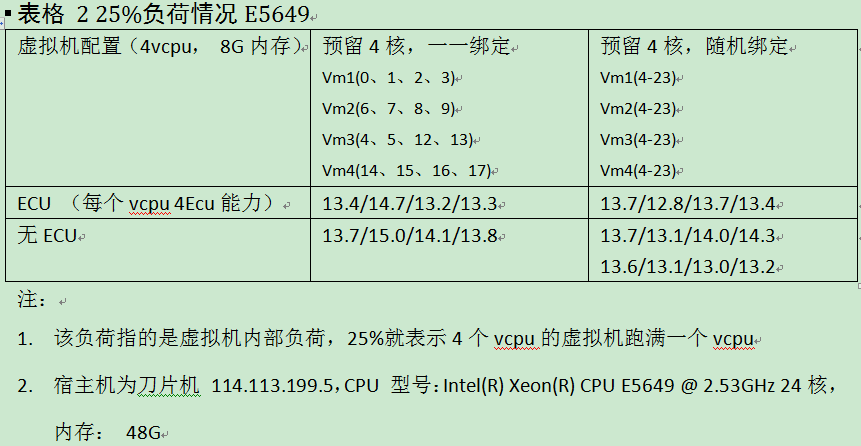 表格 2 25%负荷情况 E5649
虚拟机配置（4vcpu， 8G 内存）
预留 4 核，一一绑定
Vm1(0、1、2、3)
Vm2(6、7、8、9)
Vm3(4、5、12、13)
Vm4(14、15、16、17)
预留 4 核，随机绑定
Vm1(4-23)
Vm2(4-23)
Vm3(4-23)
Vm4(4-23)
ECU （每个 vcpu 4Ecu 能力）
13.4/14.7/13.2/13.3
13.7/12.8/13.7/13.4
无 ECU
13.7/15.0/14.1/13.8
13.7/13.1/14.0/14.3
13.6/13.1/13.0/13.2
注：
1. 该负荷指的是虚拟机内部负荷，25%就表示 4 个 vcpu 的虚拟机跑满一个 vcpu
2. 宿主机为刀片机 114.113.199.5，CPU 型号：Intel(R) Xeon(R) CPU E5649 @ 2.53GHz 24 核，
内存： 48G